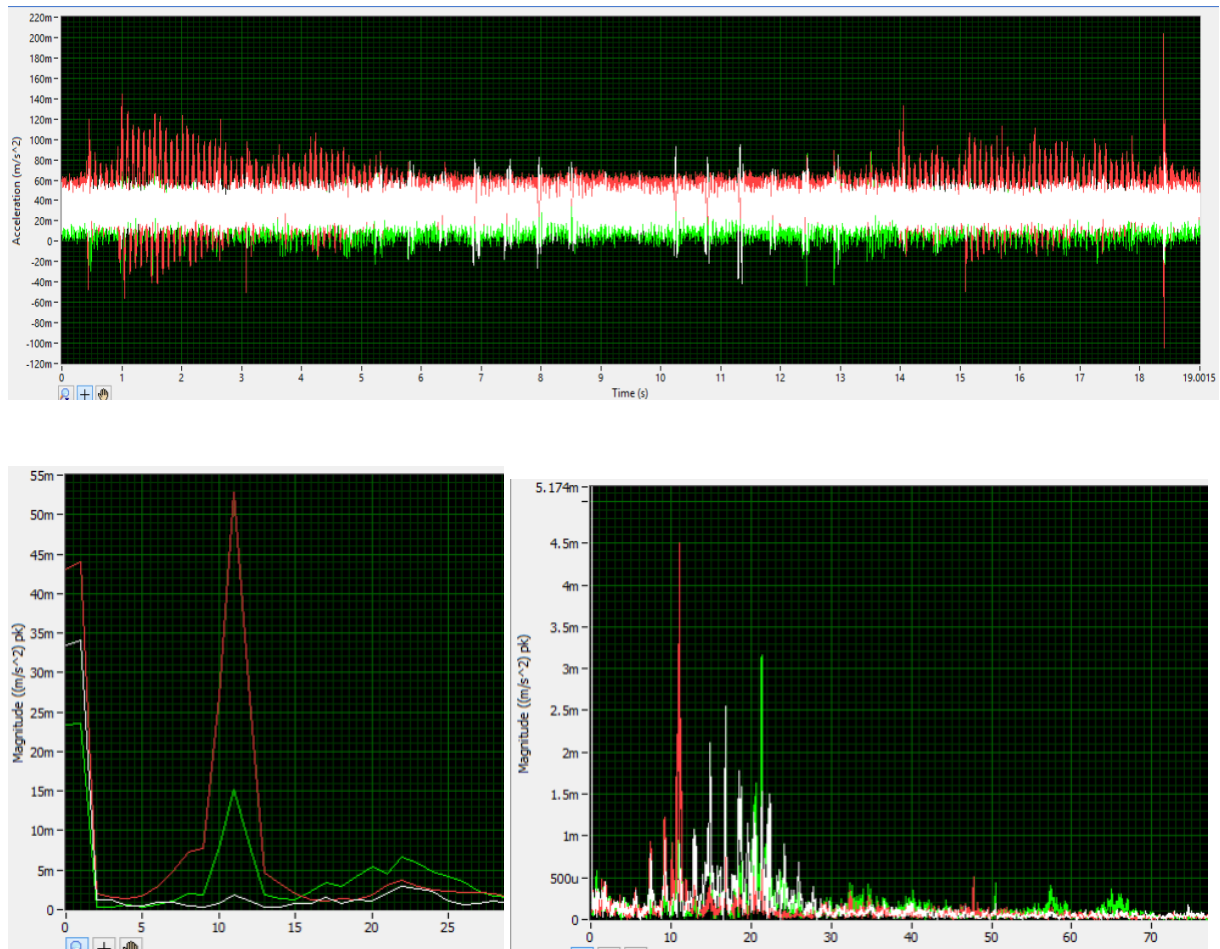 220m
200m
180m
160m
140m
120m
100m
80m
60m
40m
20m
0
-20m
-40m
-60m
-80m
-100m
-120m
Acceleration (m/s^2)
0 1 2 3 4 5 6 7 8 9 10 11 12 13 14 15 16 17 18 19.0015
Time (s)
55m
50m
45m
40m
35m
30m
25m
20m
15m
10m
5m
0
Magnitude ((m/s^2) pk)
0 5 10 15 20 25
5.174m
4.5m
4m
3.5m
3m
2.5m
2m
1.5m
1m
500u
0
Magnitude ((m/s^2) pk)
0 10 20 30 40 50 60 70